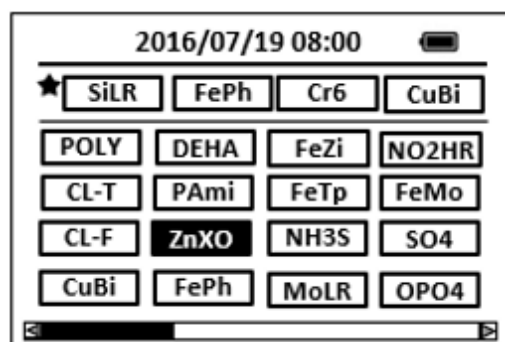 2016/07/19 08:00
SiLR FePh Cr6 CuBi
POLY DEHA FeZi NO2HR
CL-T PAmi FeTp FeMo
CL-F ZnXO NH3S SO4
CuBi FePh MoLR OPO4